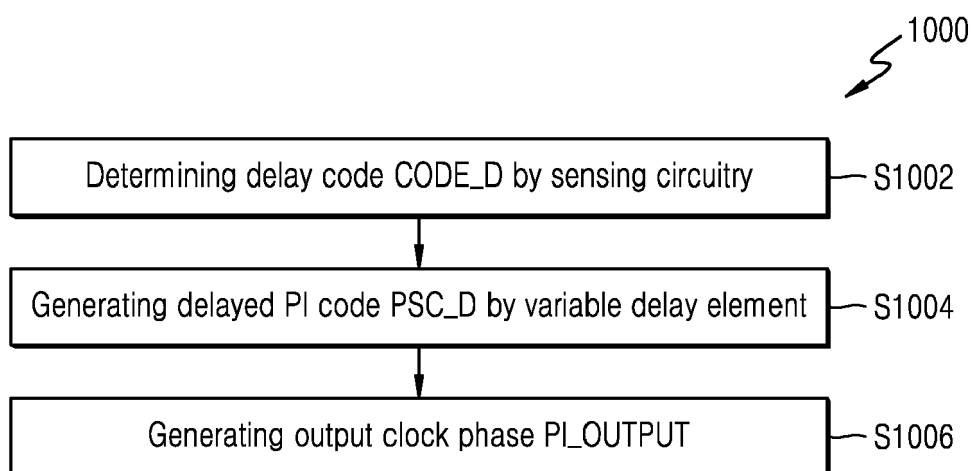 1000
Determining delay code CODE_D by sensing circuitry
S1002
Generating delayed PI code PSC_D by variable delay element
S1004
Generating output clock phase PI_OUTPUT
S1006